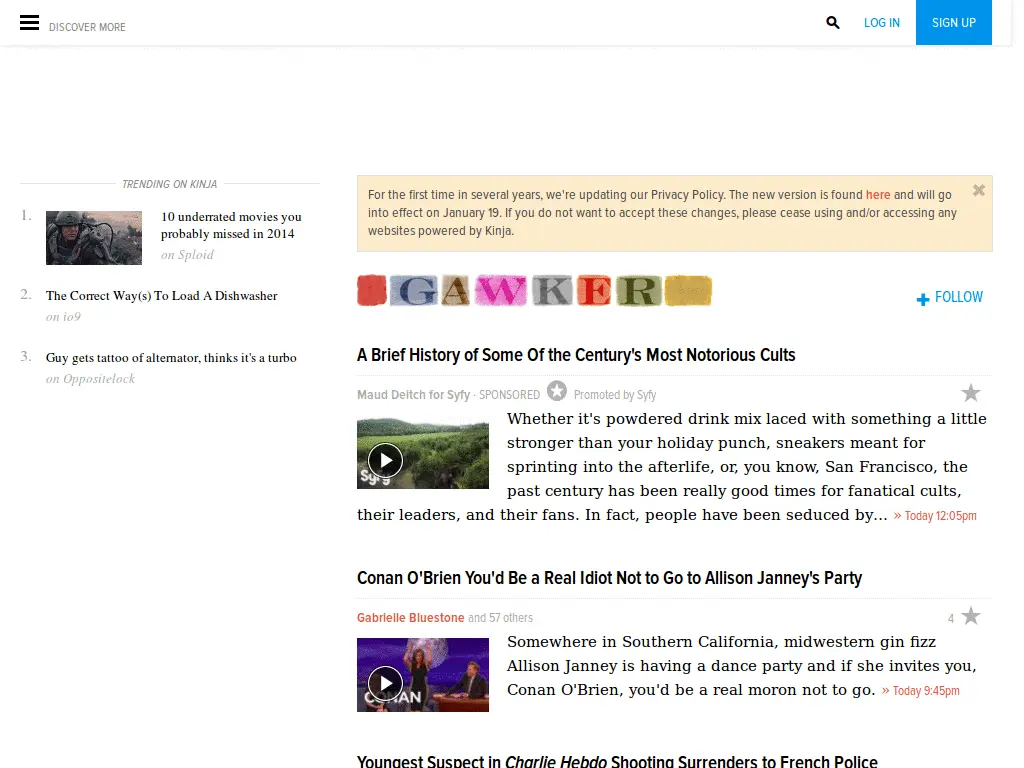 DISCOVER MORE
LOG IN
SIGN UP
TRENDING ON KINJA
1.
10 underrated movies you
probably missed in 2014
on Sploid
2.
The Correct Way(s) To Load A Dishwasher
on io9
3.
Guy gets tattoo of alternator, thinks it's a turbo
on Oppositelock
For the first time in several years, we're updating our Privacy Policy. The new version is found here and will go
into effect on January 19. If you do not want to accept these changes, please cease using and/or accessing any
websites powered by Kinja.
GAWKER
FOLLOW
A Brief History of Some Of the Century's Most Notorious Cults
Maud Deitch for Syfy - SPONSORED Promoted by Syfy
Syfy
Whether it's powdered drink mix laced with something a little
stronger than your holiday punch, sneakers meant for
sprinting into the afterlife, or, you know, San Francisco, the
past century has been really good times for fanatical cults,
their leaders, and their fans. In fact, people have been seduced by... » Today 12:05pm
Conan O'Brien You'd Be a Real Idiot Not to Go to Allison Janney's Party
Gabrielle Bluestone and 57 others
4
CONAN
Somewhere in Southern California, midwestern gin fizz
Allison Janney is having a dance party and if she invites you,
Conan O'Brien, you'd be a real moron not to go. » Today 9:45pm
Youngest Suspect in Charlie Hebdo Shooting Surrenders to French Police